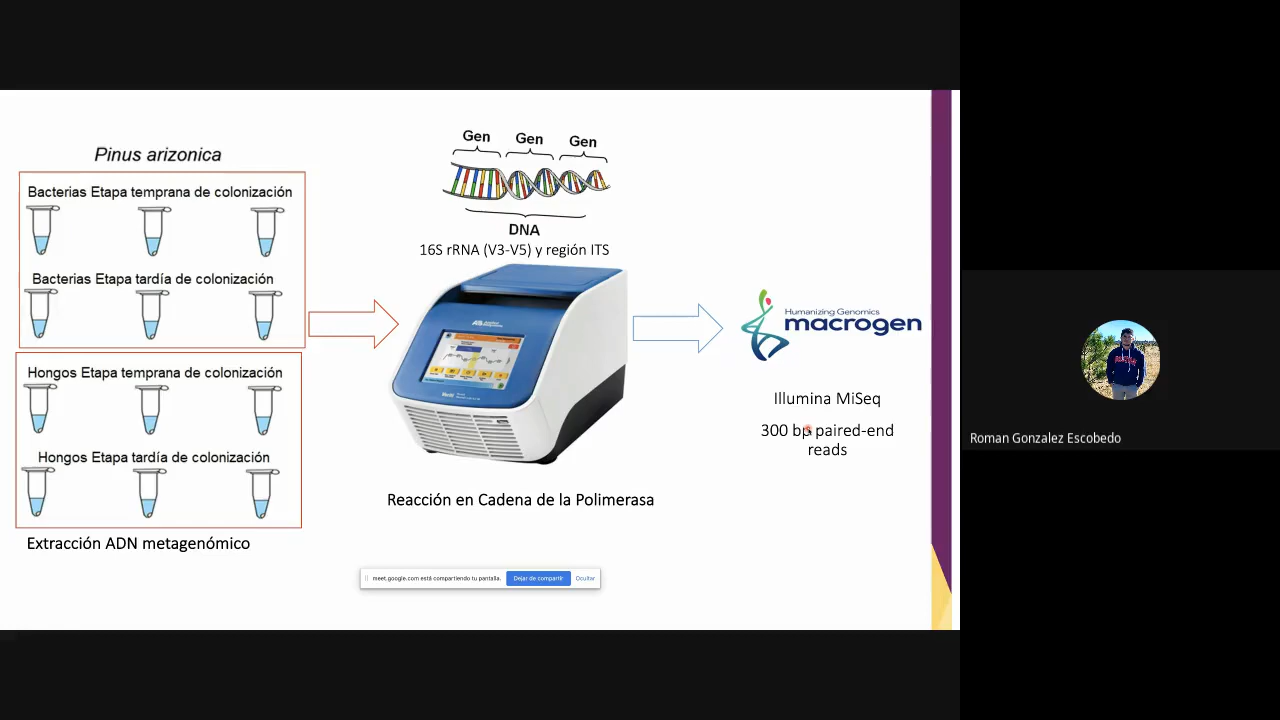 Pinus arizonica
Bacterias Etapa temprana de colonización
Bacterias Etapa tardía de colonización
Hongos Etapa temprana de colonización
Hongos Etapa tardía de colonización
Extracción ADN metagenómico
Gen Gen Gen
DNA
16S rRNA (V3-V5) y región ITS
Reacción en Cadena de la Polimerasa
Humanizing Genomics
macrogen
Illumina MiSeq
300 bp paired-end
reads
meet.google.com está compartiendo tu pantalla. Dejar de compartir Ocultar
Roman Gonzalez Escobedo